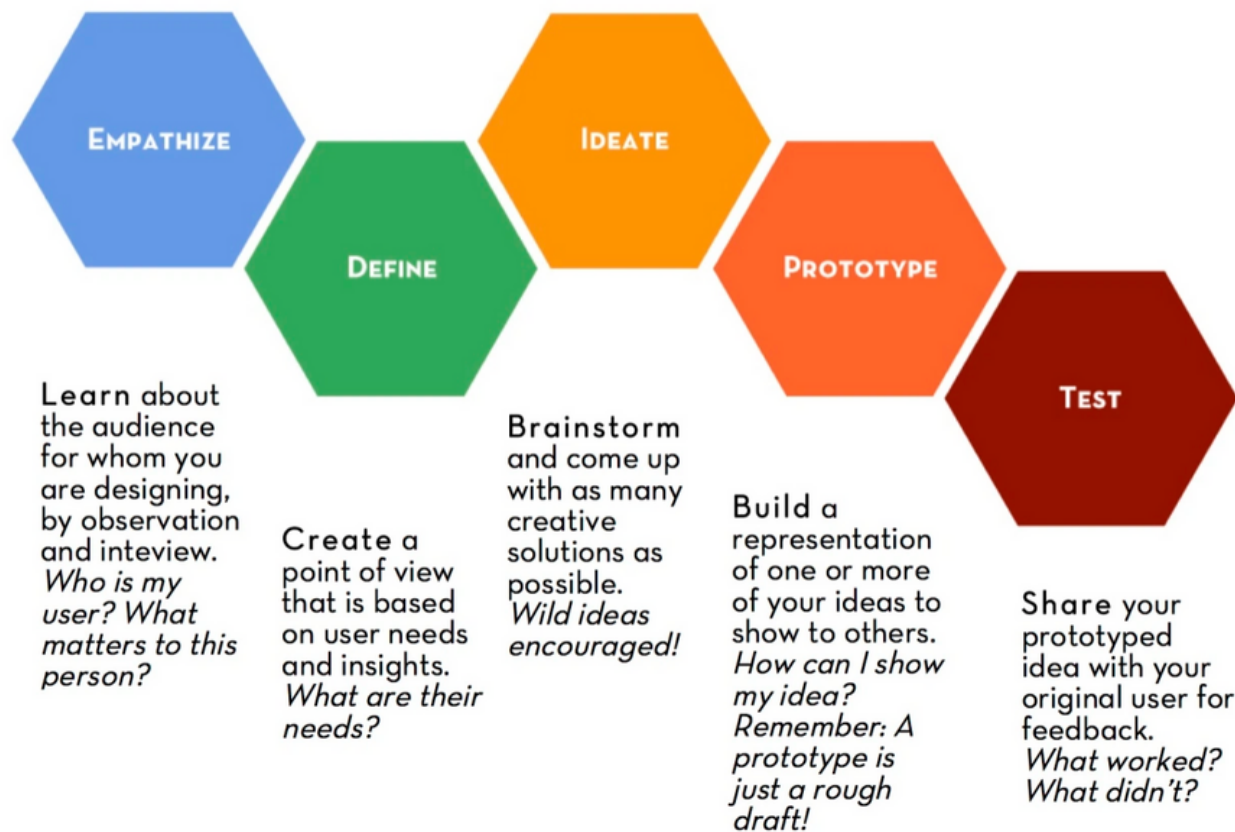 EMPATHIZE
DEFINE
IDEATE
PROTOTYPE
TEST
Learn about
the audience
for whom you
are designing,
by observation
and inteview.
Who is my
user? What
matters to this
person?
Create a
point of view
that is based
on user needs
and insights.
What are their
needs?
Brainstorm
and come up
with as many
creative
solutions as
possible.
Wild ideas
encouraged!
Build a
representation
of one or more
of your ideas to
show to others.
How can I show
my idea?
Remember: A
prototype is
just a rough
draft!
Share your
prototyped
idea with your
original user for
feedback.
What worked?
What didn't?